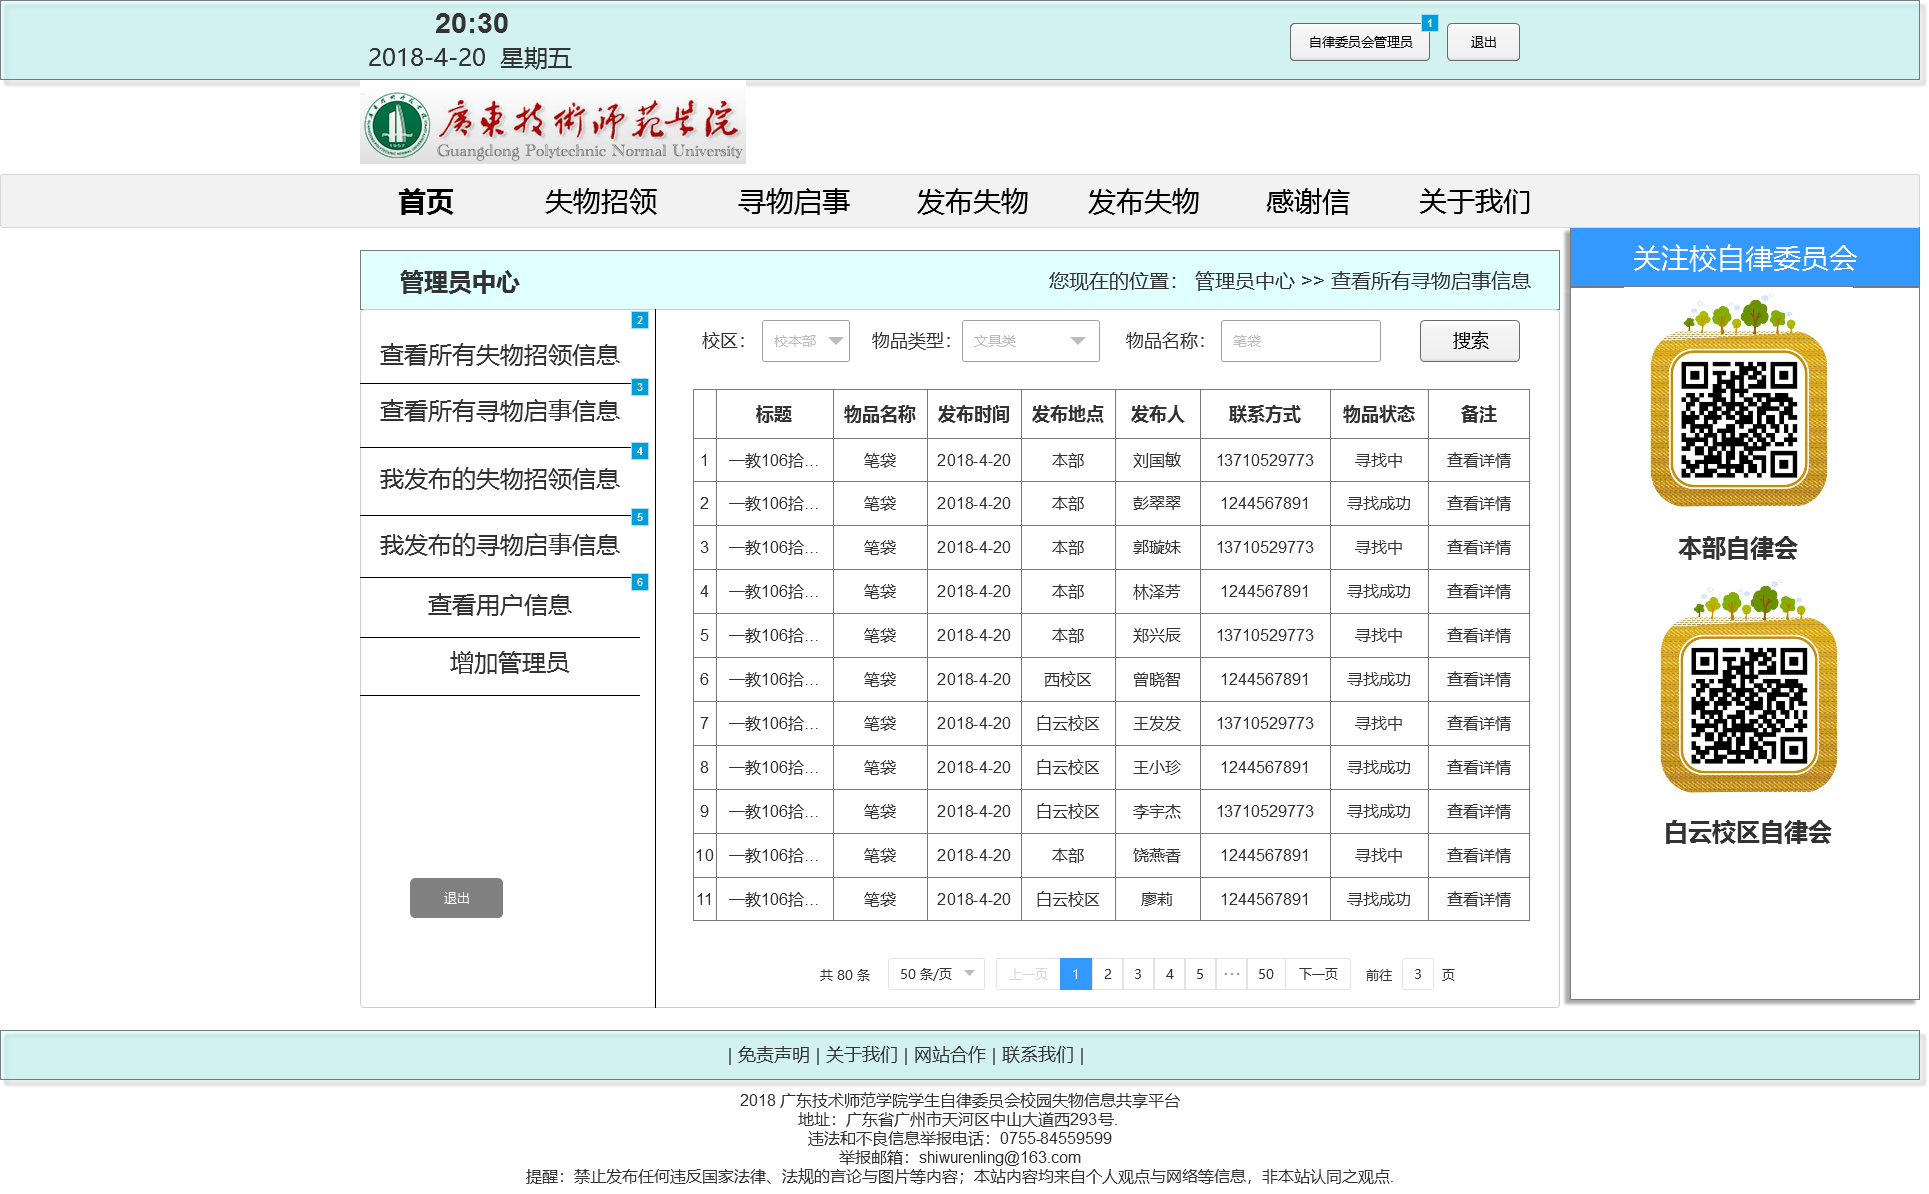 20:30
2018-4-20  星期五
自律委员会管理员
1
退出
廣東技術师范学院
Guangdong Polytechnic Normal University
首页 失物招领 寻物启事 发布失物 发布失物 感谢信 关于我们
关注校自律委员会
管理员中心
您现在的位置： 管理员中心 >> 查看所有寻物启事信息
2
查看所有失物招领信息
3
查看所有寻物启事信息
4
我发布的失物招领信息
5
我发布的寻物启事信息
6
查看用户信息
增加管理员
退出
校区： 校本部 物品类型： 文具类 物品名称： 笔袋 搜索
标题 物品名称 发布时间 发布地点 发布人 联系方式 物品状态 备注
1 一教106拾... 笔袋 2018-4-20 本部 刘国敏 13710529773 寻找中 查看详情
2 一教106拾... 笔袋 2018-4-20 本部 彭翠翠 1244567891 寻找成功 查看详情
3 一教106拾... 笔袋 2018-4-20 本部 郭璇妹 13710529773 寻找中 查看详情
4 一教106拾... 笔袋 2018-4-20 本部 林泽芳 1244567891 寻找成功 查看详情
5 一教106拾... 笔袋 2018-4-20 本部 郑兴辰 13710529773 寻找中 查看详情
6 一教106拾... 笔袋 2018-4-20 西校区 曾晓智 1244567891 寻找成功 查看详情
7 一教106拾... 笔袋 2018-4-20 白云校区 王发发 13710529773 寻找中 查看详情
8 一教106拾... 笔袋 2018-4-20 白云校区 王小珍 1244567891 寻找成功 查看详情
9 一教106拾... 笔袋 2018-4-20 白云校区 李宇杰 13710529773 寻找成功 查看详情
10 一教106拾... 笔袋 2018-4-20 本部 饶燕香 1244567891 寻找中 查看详情
11 一教106拾... 笔袋 2018-4-20 白云校区 廖莉 1244567891 寻找成功 查看详情
共 80 条 50 条/页 上一页 1 2 3 4 5 ··· 50 下一页 前往 3 页
本部自律会
白云校区自律会
| 免责声明 | 关于我们 | 网站合作 | 联系我们 |
2018 广东技术师范学院学生自律委员会校园失物信息共享平台
地址：广东省广州市天河区中山大道西293号.
违法和不良信息举报电话：0755-84559599
举报邮箱：shiwurenling@163.com
提醒：禁止发布任何违反国家法律、法规的言论与图片等内容；本站内容均来自个人观点与网络等信息，非本站认同之观点.